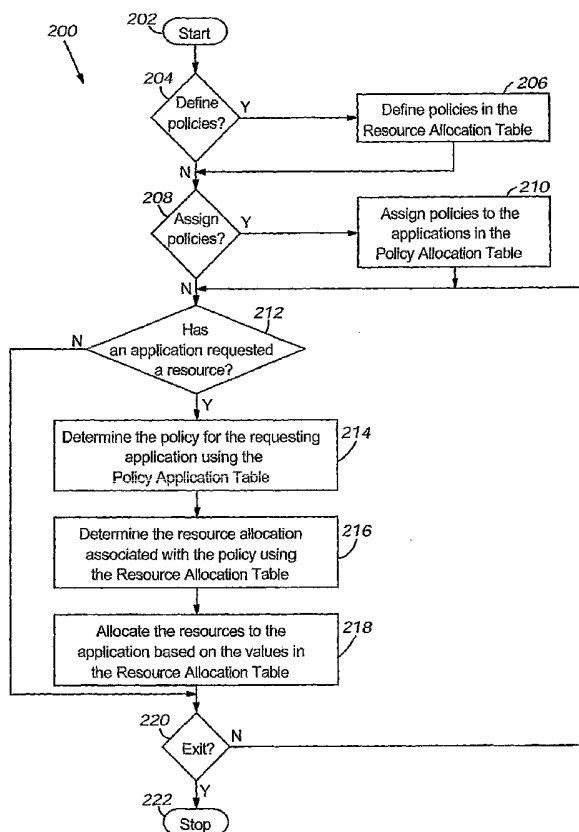 200
202
Start
204
Define
policies?
Y
206
Define policies in the
Resource Allocation Table
N
208
Assign
policies?
Y
210
Assign policies to the
applications in the
Policy Allocation Table
N
212
Has
an application requested
a resource?
N
Y
214
Determine the policy for the requesting
application using the
Policy Application Table
216
Determine the resource allocation
associated with the policy using
the Resource Allocation Table
218
Allocate the resources to the
application based on the values in
the Resource Allocation Table
220
Exit?
N
Y
222
Stop